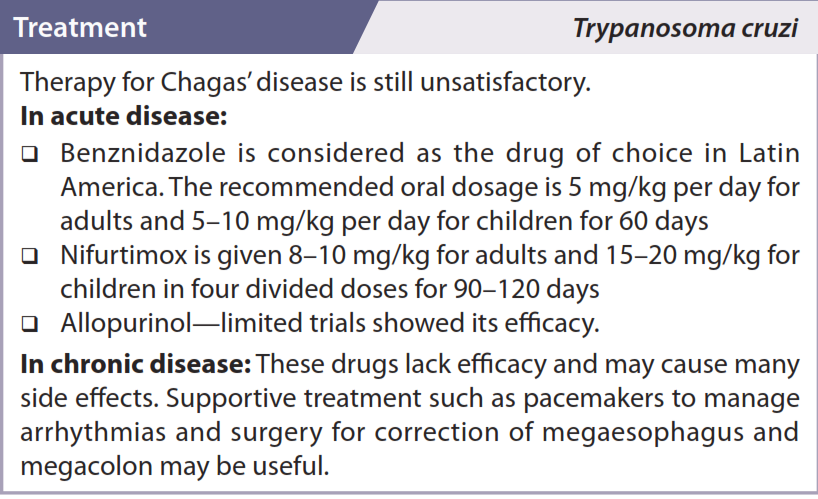 Treatment
Trypanosoma cruzi
Therapy for Chagas’ disease is still unsatisfactory.
In acute disease:
❑ Benznidazole is considered as the drug of choice in Latin
America. The recommended oral dosage is 5 mg/kg per day for
adults and 5–10 mg/kg per day for children for 60 days
❑ Nifurtimox is given 8–10 mg/kg for adults and 15–20 mg/kg for
children in four divided doses for 90–120 days
❑ Allopurinol—limited trials showed its efficacy.
In chronic disease: These drugs lack efficacy and may cause many
side effects. Supportive treatment such as pacemakers to manage
arrhythmias and surgery for correction of megaesophagus and
megacolon may be useful.